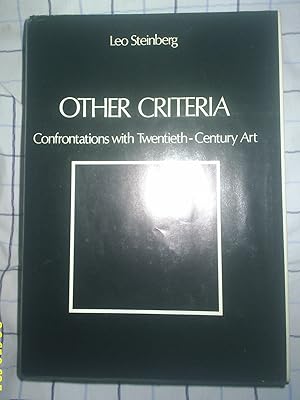 Leo Steinberg
OTHER CRITERIA
Confrontations with Twentieth-Century Art